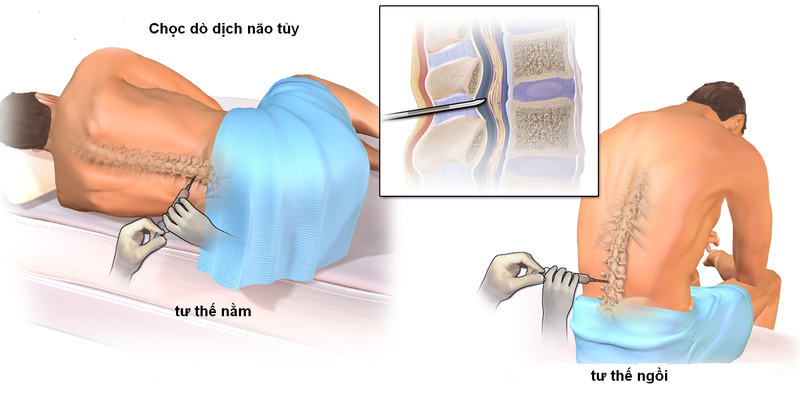 Chọc dò dịch não tủy
tư thế nằm
tư thế ngồi